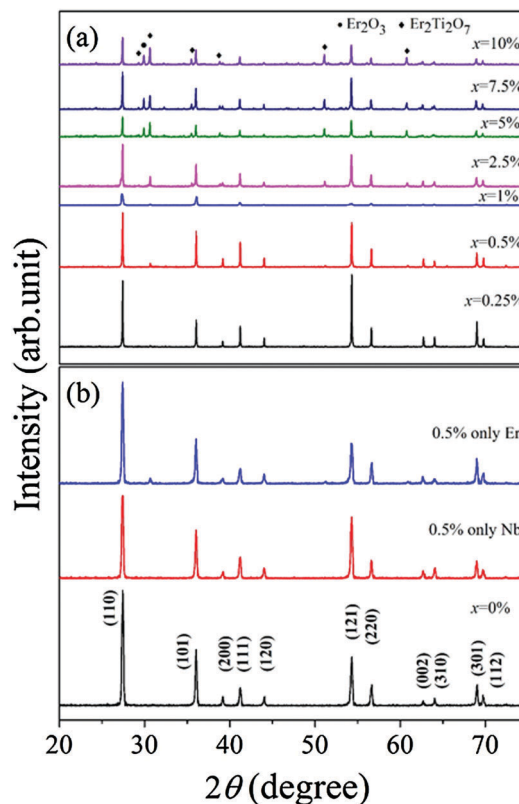 (a)
● Er₂O₃ ♦ Er₂Ti₂O₇
x=10%
x=7.5%
x=5%
x=2.5%
x=1%
x=0.5%
x=0.25%
(b)
0.5% only Er
0.5% only Nb
x=0%
(110)
(101)
(200)
(111)
(120)
(121)
(220)
(002)
(310)
(301)
(112)
20 30 40 50 60 70
2θ (degree)
Intensity (arb.unit)